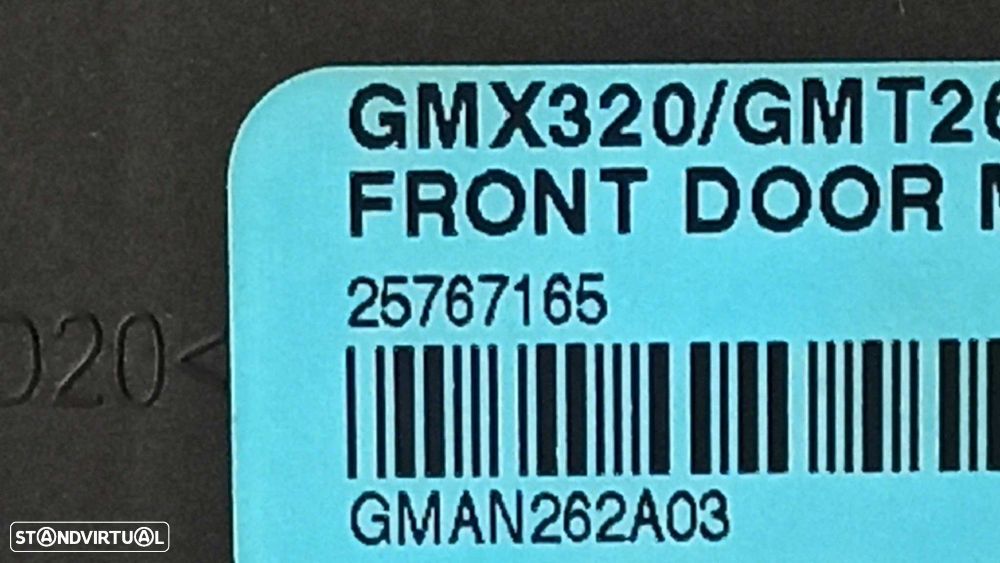 GMX320/GMT26
FRONT DOOR
25767165
D20<
GMAN262A03
STANDVIRTUAL